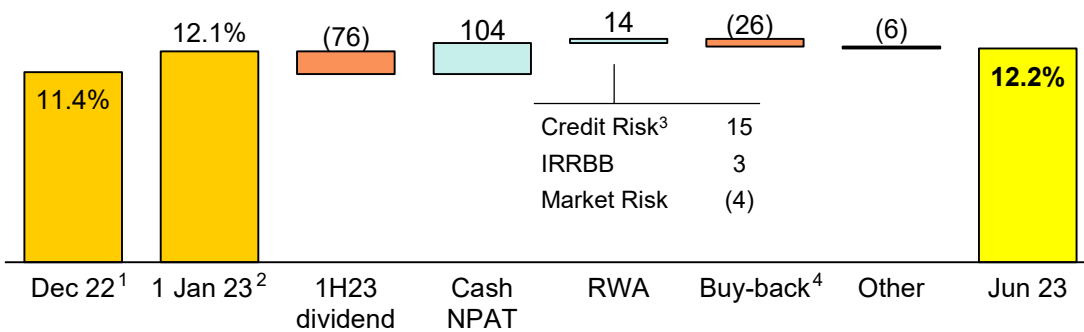 12.1%
(76)
104
14
(26)
(6)
11.4%
12.2%
Credit Risk³ 15
IRRBB 3
Market Risk (4)
Dec 22¹ 1 Jan 23² 1H23 dividend Cash NPAT RWA Buy-back⁴ Other Jun 23